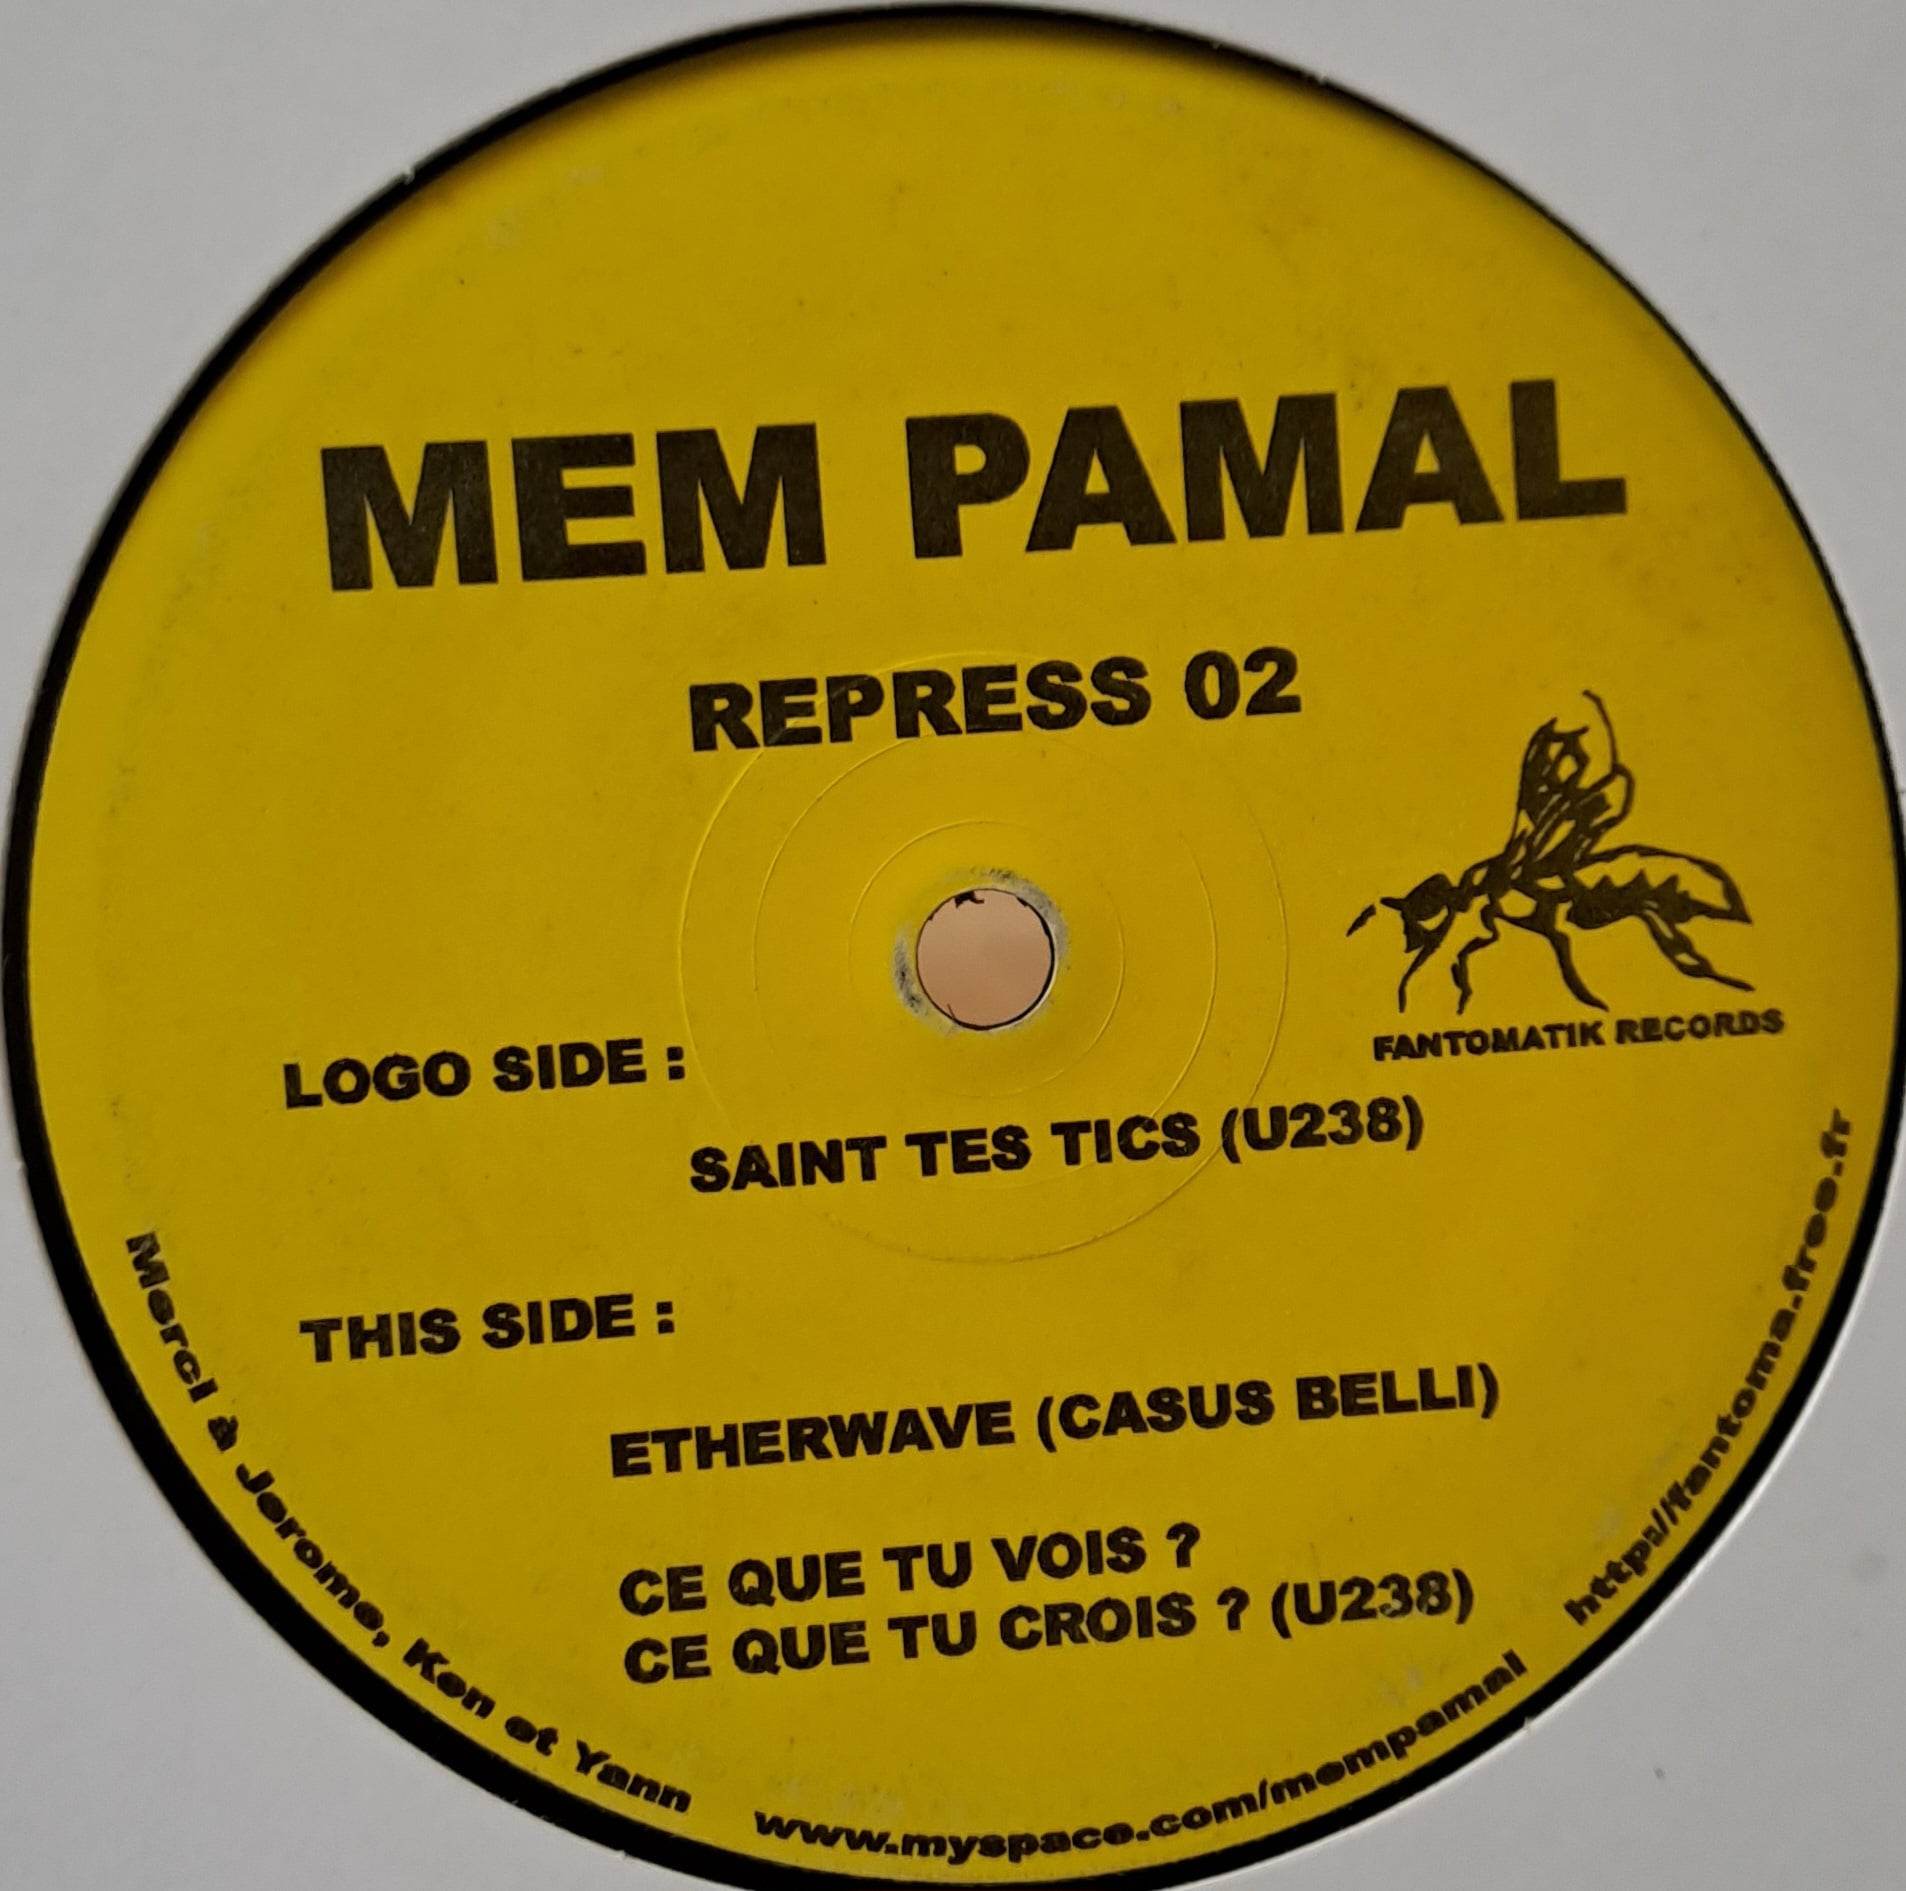 MEM PAMAL
REPRESS 02
FANTOMATIK RECORDS
LOGO SIDE :
SAINT TES TICS (U238)
THIS SIDE :
ETHERWAVE (CASUS BELLI)
CE QUE TU VOIS ?
CE QUE TU CROIS ? (U238)
Merci à Jerome, Ken et Yann
www.myspace.com/mempamal
http://fantoma.free.fr